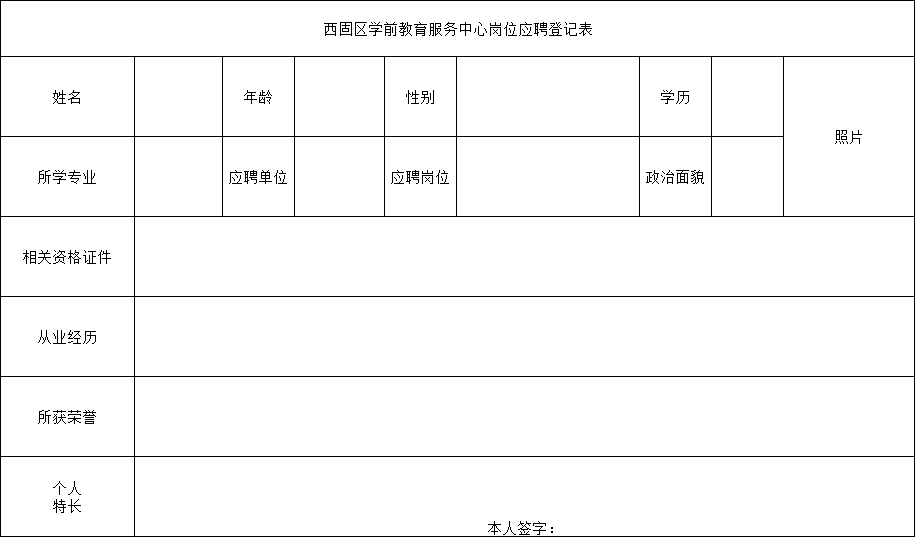 西固区学前教育服务中心岗位应聘登记表
姓名 年龄 性别 学历 照片
所学专业 应聘单位 应聘岗位 政治面貌
相关资格证件
从业经历
所获荣誉
个人
特长
本人签字：